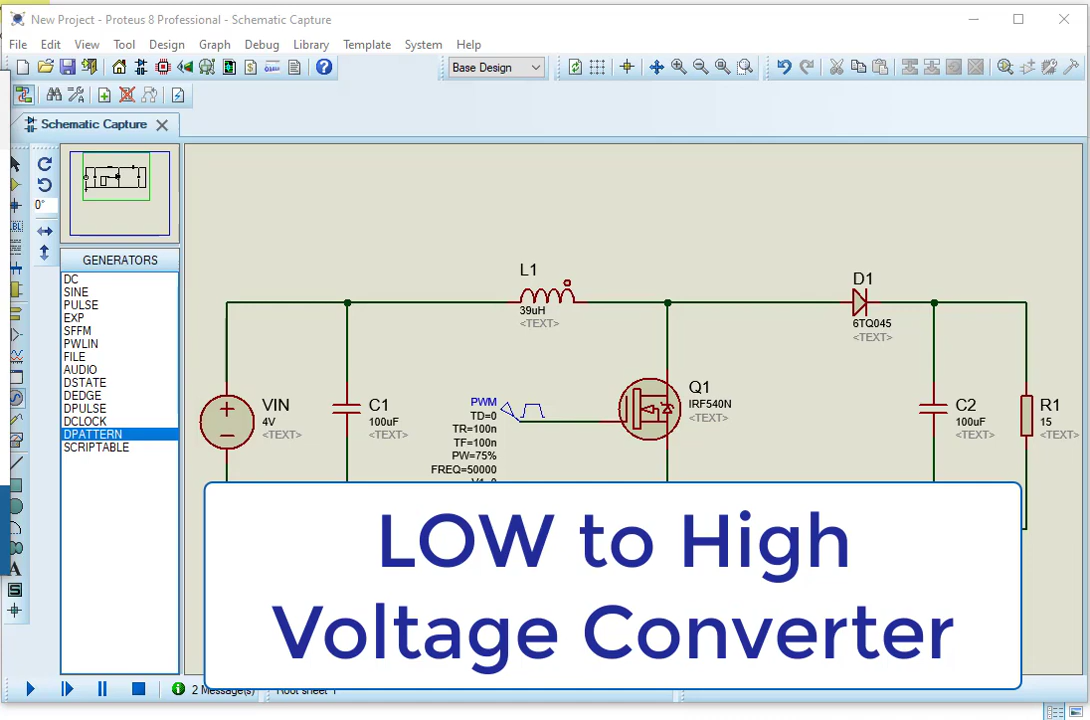 New Project - Proteus 8 Professional - Schematic Capture
File Edit View Tool Design Graph Debug Library Template System Help
Base Design
Schematic Capture
0°
GENERATORS
DC
SINE
PULSE
EXP
SFFM
PWLIN
FILE
AUDIO
DSTATE
DEDGE
DPULSE
DCLOCK
DPATTERN
SCRIPTABLE
L1
39uH
<TEXT>
D1
6TQ045
<TEXT>
VIN
4V
<TEXT>
C1
100uF
<TEXT>
PWM
TD=0
TR=100n
TF=100n
PW=75%
FREQ=50000
Q1
IRF540N
<TEXT>
C2
100uF
<TEXT>
R1
15
<TEXT>
LOW to High
Voltage Converter
2 Message(s)
Root sheet 1